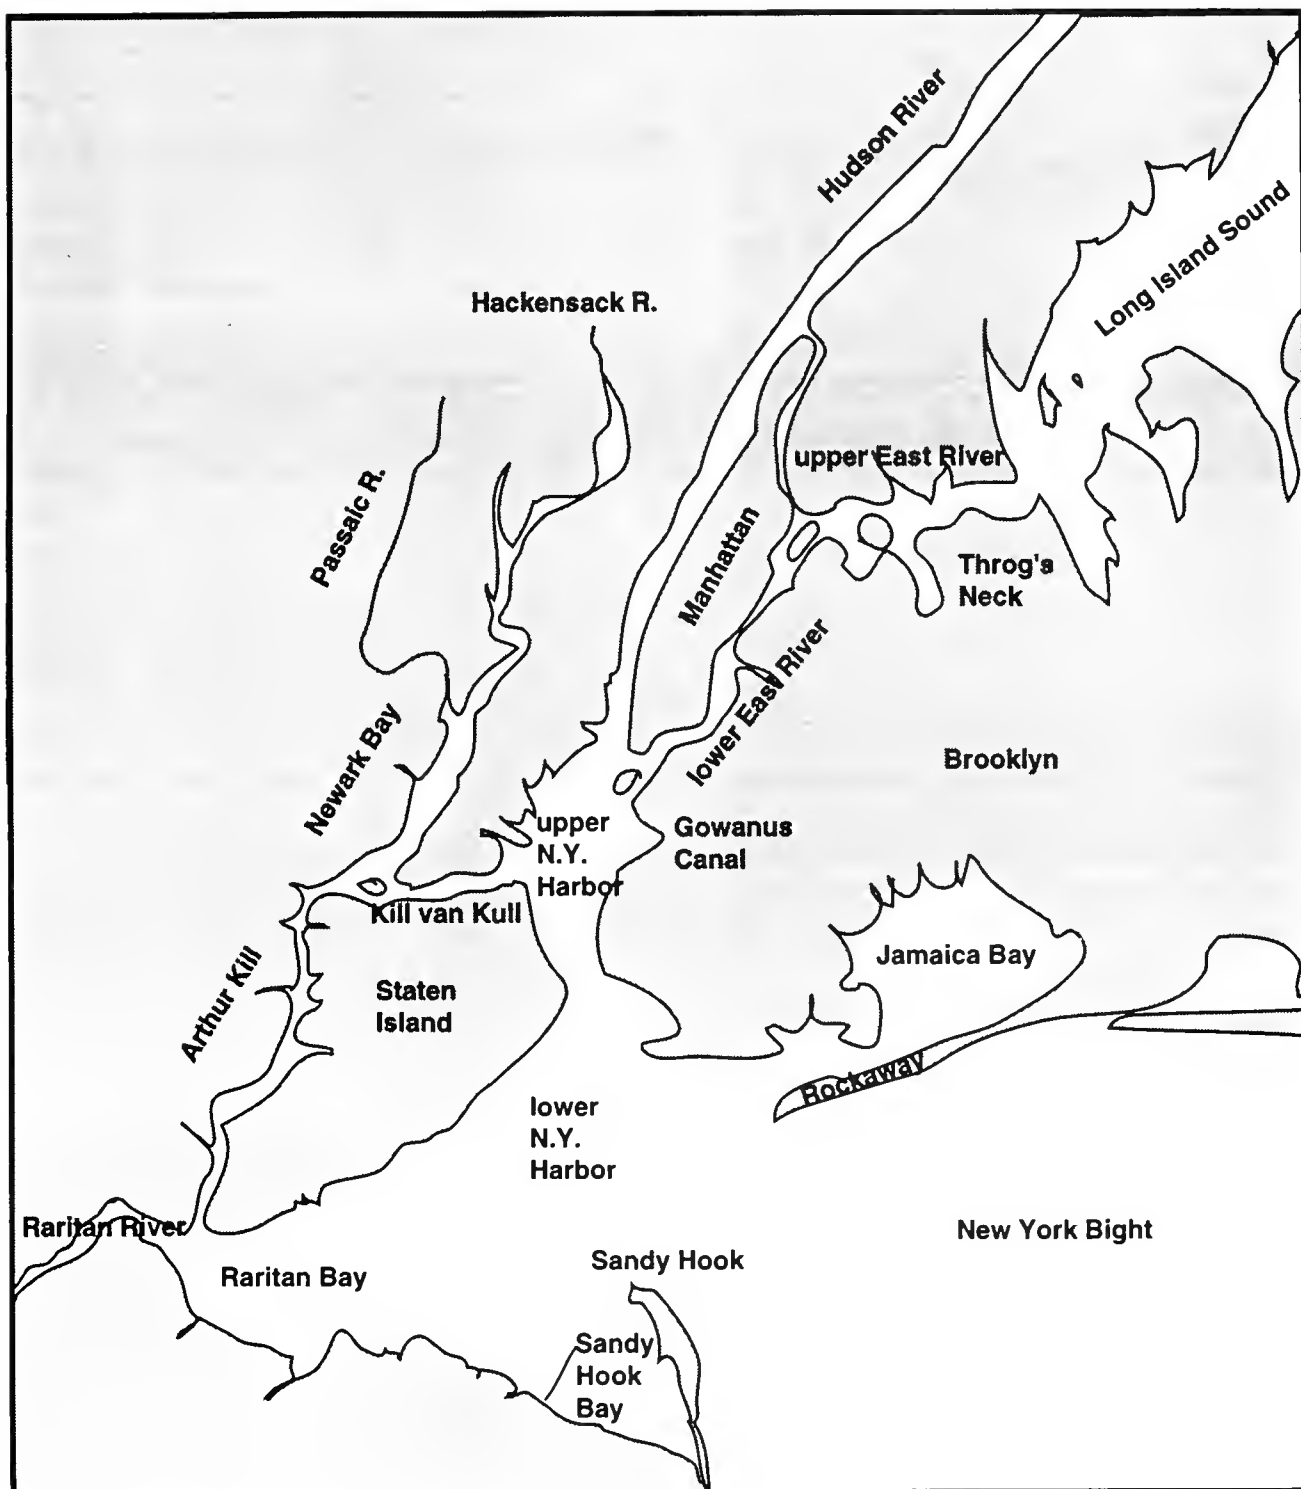 Hudson River
Long Island Sound
Hackensack R.
upper East River
Passaic R.
Manhattan
Throg's
Neck
lower East River
Newark Bay
Brooklyn
upper
N.Y.
Harbor
Gowanus
Canal
Kill van Kull
Jamaica Bay
Arthur Kill
Staten
Island
Rockaway
lower
N.Y.
Harbor
Raritan River
New York Bight
Raritan Bay
Sandy Hook
Sandy
Hook
Bay